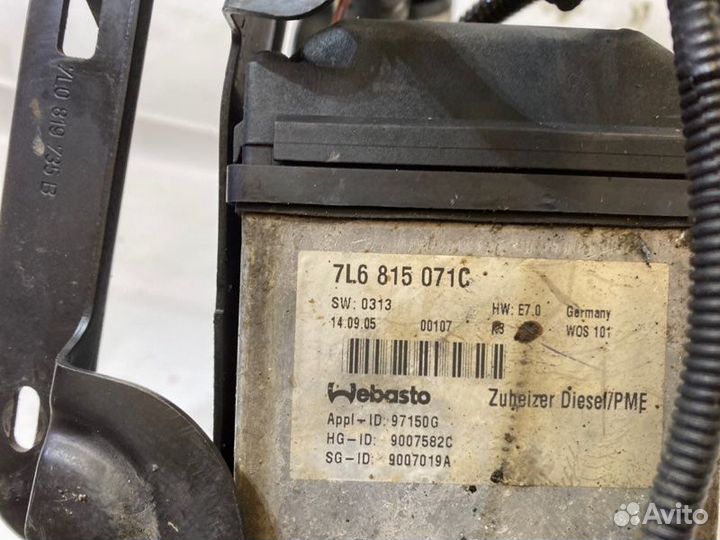 7L0 819 735 B
7L6 815 071C
SW: 0313 HW: E7.0 Germany
14.09.05 00107 WOS 101
Webasto Zuheizer Diesel/PME
Appl-ID: 97150G
HG-ID: 9007582C
SG-ID: 9007019A
Avito